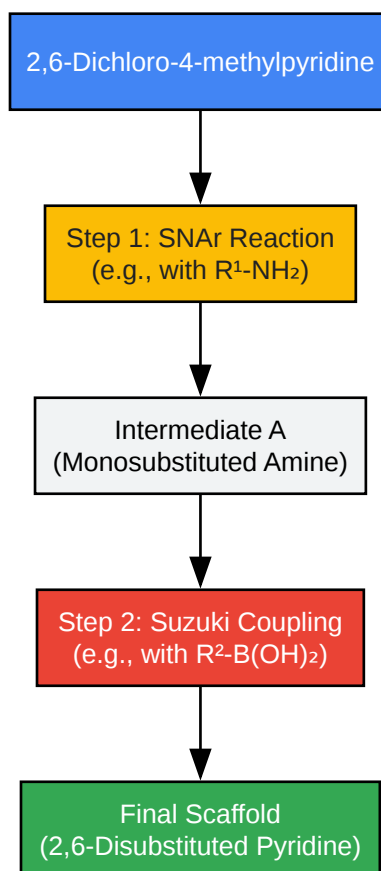 2,6-Dichloro-4-methylpyridine
Step 1: SNAr Reaction
(e.g., with R¹-NH₂)
Intermediate A
(Monosubstituted Amine)
Step 2: Suzuki Coupling
(e.g., with R²-B(OH)₂)
Final Scaffold
(2,6-Disubstituted Pyridine)